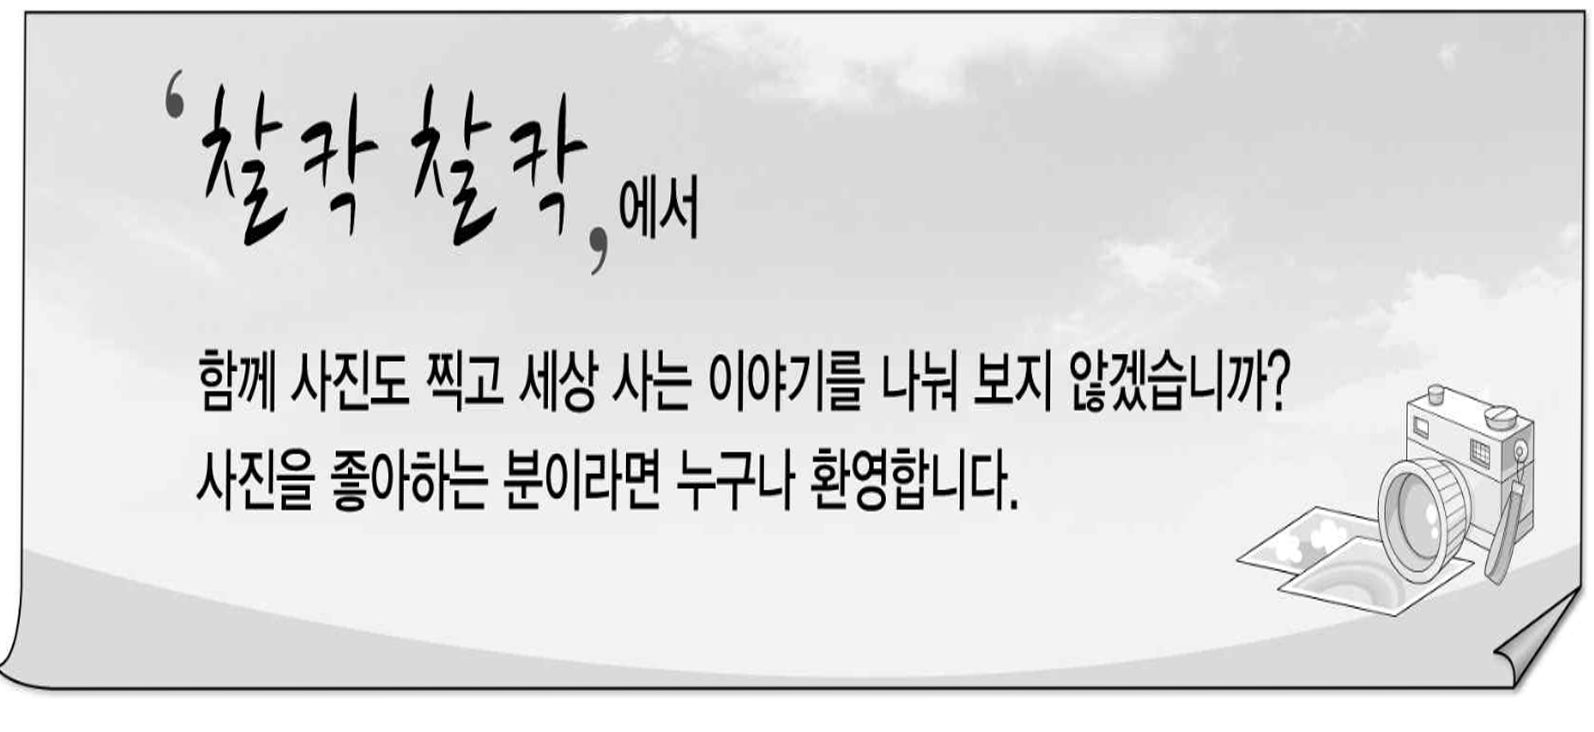 ‘찰칵 찰칵’에서
함께 사진도 찍고 세상 사는 이야기를 나눠 보지 않겠습니까?
사진을 좋아하는 분이라면 누구나 환영합니다.